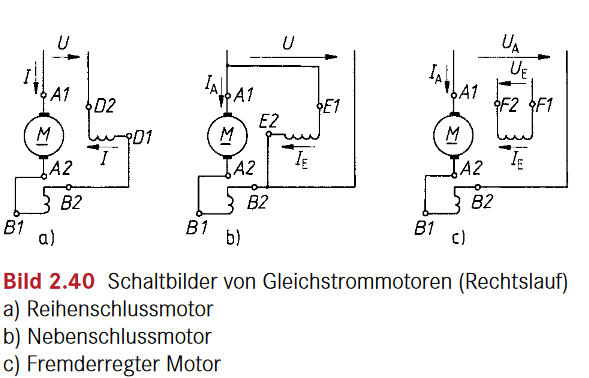 U
I
A1
D2
M
D1
I
A2
B2
B1
a)
U
I_A
A1
E1
E2
M
I_E
A2
B2
B1
b)
U_A
U_E
I_A
A1
F2
F1
M
I_E
A2
B2
B1
c)
Bild 2.40 Schaltbilder von Gleichstrommotoren (Rechtslauf)
a) Reihenschlussmotor
b) Nebenschlussmotor
c) Fremderregter Motor